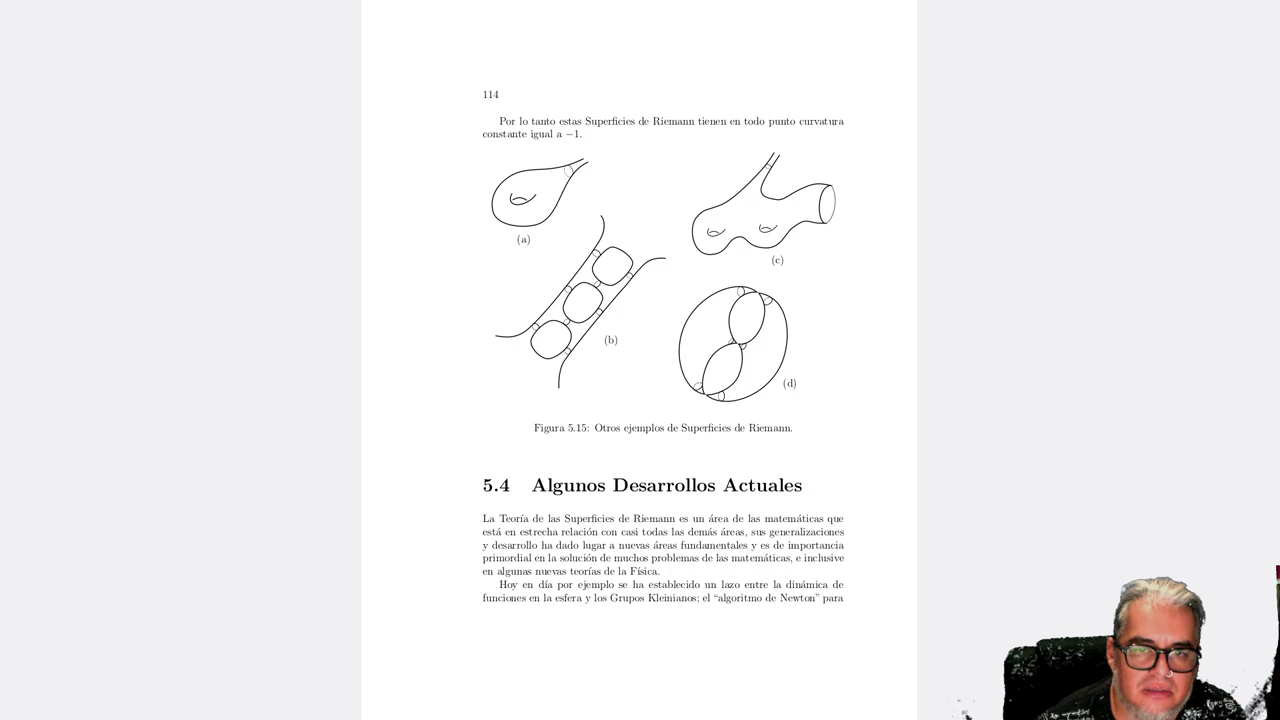 114
Por lo tanto estas Superficies de Riemann tienen en todo punto curvatura
constante igual a −1.
(a)
(c)
(b)
(d)
Figura 5.15: Otros ejemplos de Superficies de Riemann.
5.4 Algunos Desarrollos Actuales
La Teoría de las Superficies de Riemann es un área de las matemáticas que
está en estrecha relación con casi todas las demás áreas, sus generalizaciones
y desarrollo ha dado lugar a nuevas áreas fundamentales y es de importancia
primordial en la solución de muchos problemas de las matemáticas, e inclusive
en algunas nuevas teorías de la Física.
Hoy en día por ejemplo se ha establecido un lazo entre la dinámica de
funciones en la esfera y los Grupos Kleinianos; el “algoritmo de Newton” para